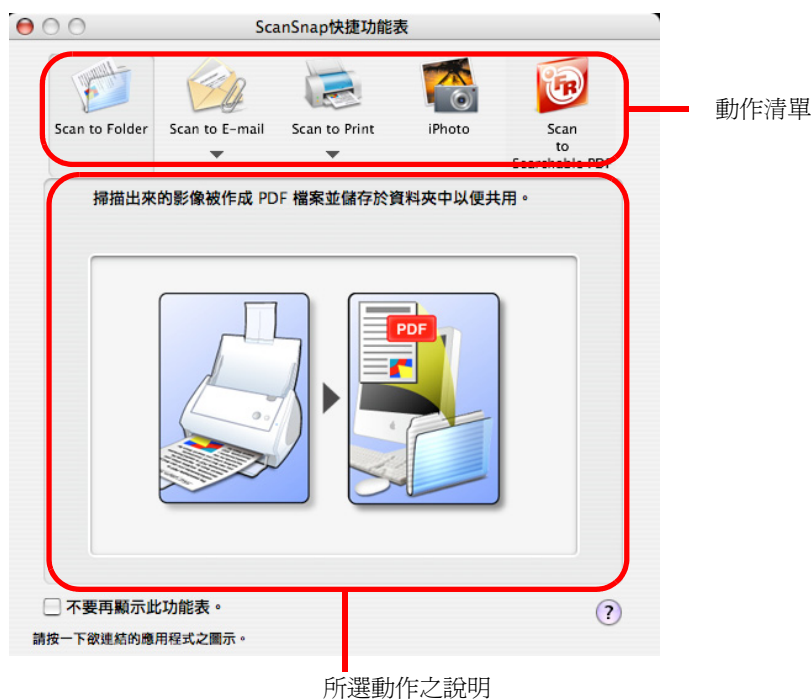 ScanSnap快捷功能表
Scan to Folder
Scan to E-mail
Scan to Print
iPhoto
Scan
to
Searchable PDF
動作清單
掃描出來的影像被作成 PDF 檔案並儲存於資料夾中以便共用。
PDF
不要再顯示此功能表。
?
請按一下欲連結的應用程式之圖示。
所選動作之說明